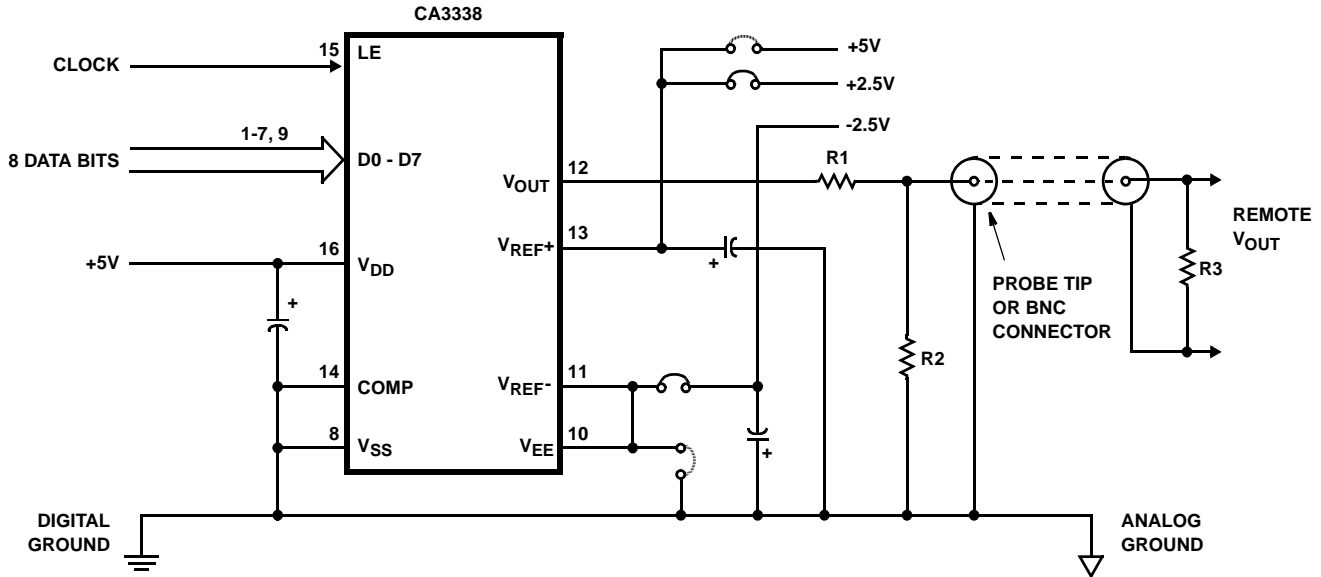 CA3338
CLOCK
15
LE
8 DATA BITS
1-7, 9
D0 - D7
+5V
16
VDD
+
14
COMP
8
VSS
VOUT
12
VREF+
13
+
VREF-
11
VEE
10
+
+5V
+2.5V
-2.5V
R1
R2
PROBE TIP
OR BNC
CONNECTOR
REMOTE
VOUT
R3
DIGITAL
GROUND
ANALOG
GROUND